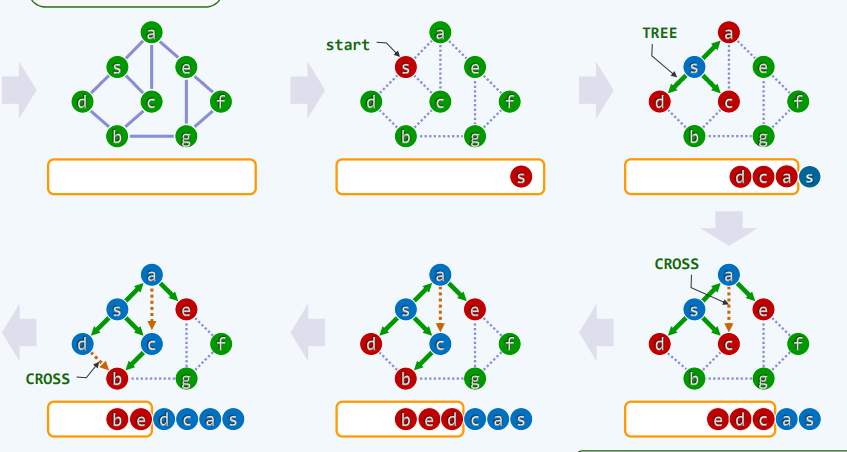 a
s e
d c f
b g
start
a
s e
d c f
b g
s
TREE
a
s e
d c f
b g
d c a s
CROSS
a
s e
d c f
b g
e d c a s
a
s e
d c f
b g
b e d c a s
a
s e
d c f
CROSS
b g
b e d c a s